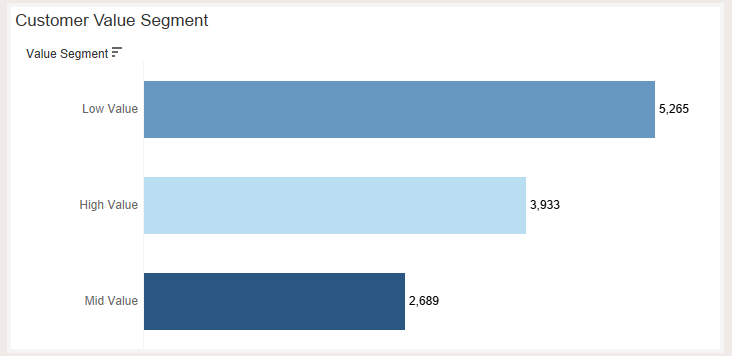 Customer Value Segment
Value Segment
Low Value 5,265
High Value 3,933
Mid Value 2,689